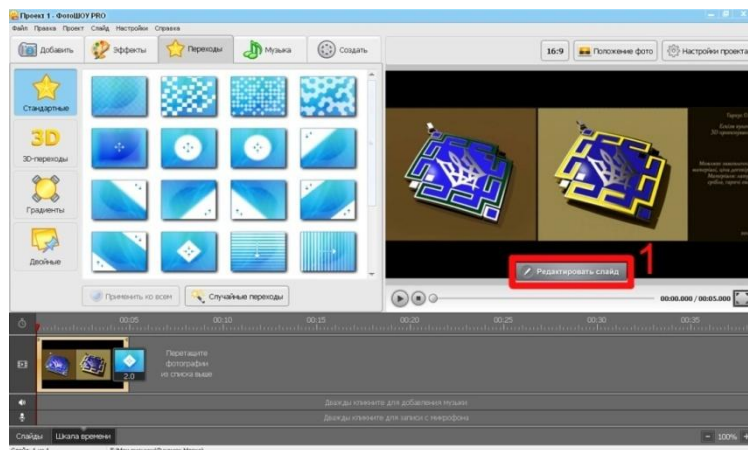 Проект 1 - ФотоШОУ PRO
Файл Правка Проект Слайд Настройки Справка
Добавить Эффекты Переходы Музыка Создать
16:9 Положение фото Настройки проекта
Стандартные
3D
3D-переходы
Градиенты
Двойные
Применить ко всем Случайные переходы
Редактировать слайд 1
00:00.000 / 00:05.000
00:05 00:10 00:15 00:20 00:25 00:30 00:35
Перетащите
фотографии
из списка выше
2.0
Дважды кликните для добавления музыки
Дважды кликните для записи с микрофона
Слайды Шкала времени
100%